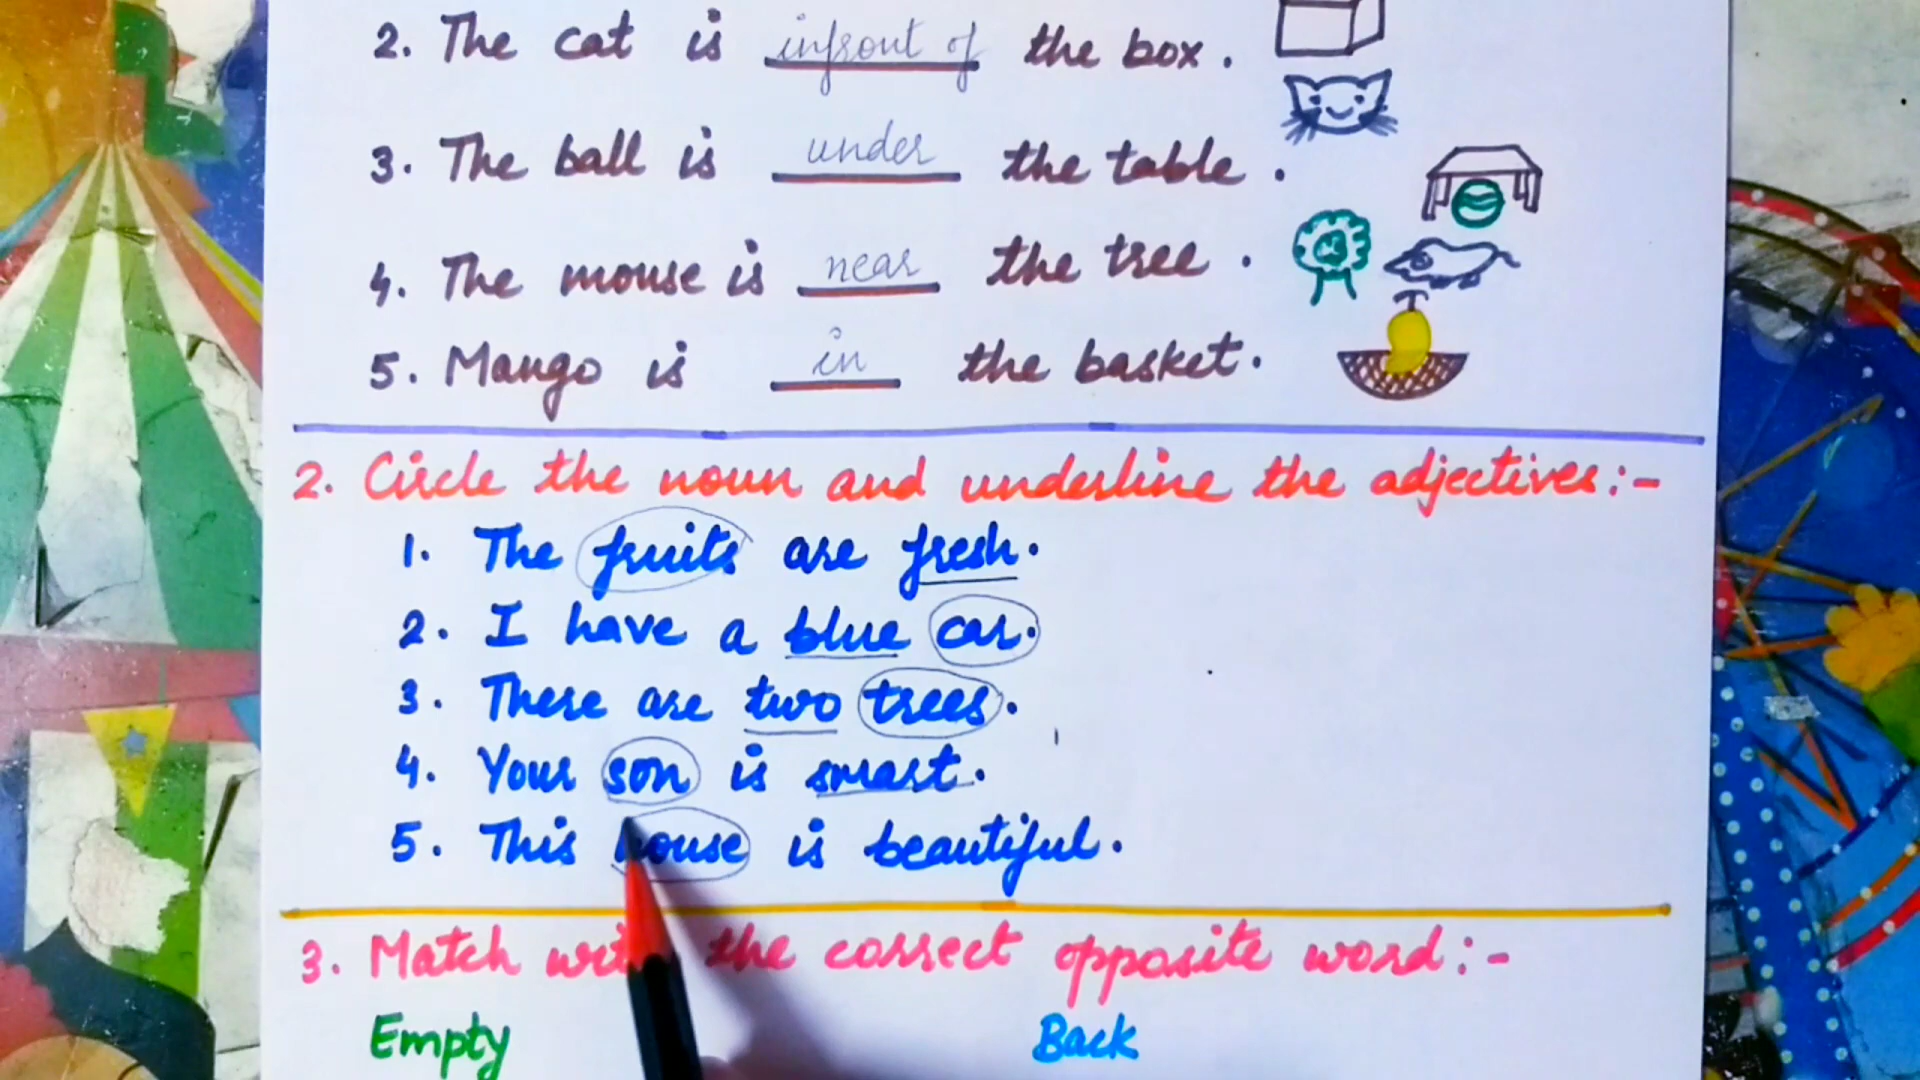 2. The cat is infront of the box.
3. The ball is under the table.
4. The mouse is near the tree.
5. Mango is in the basket.
2. Circle the noun and underline the adjectives:-
1. The fruits are fresh.
2. I have a blue car.
3. There are two trees.
4. Your son is smart.
5. This house is beautiful.
3. Match with the correct opposite word:-
Empty Back